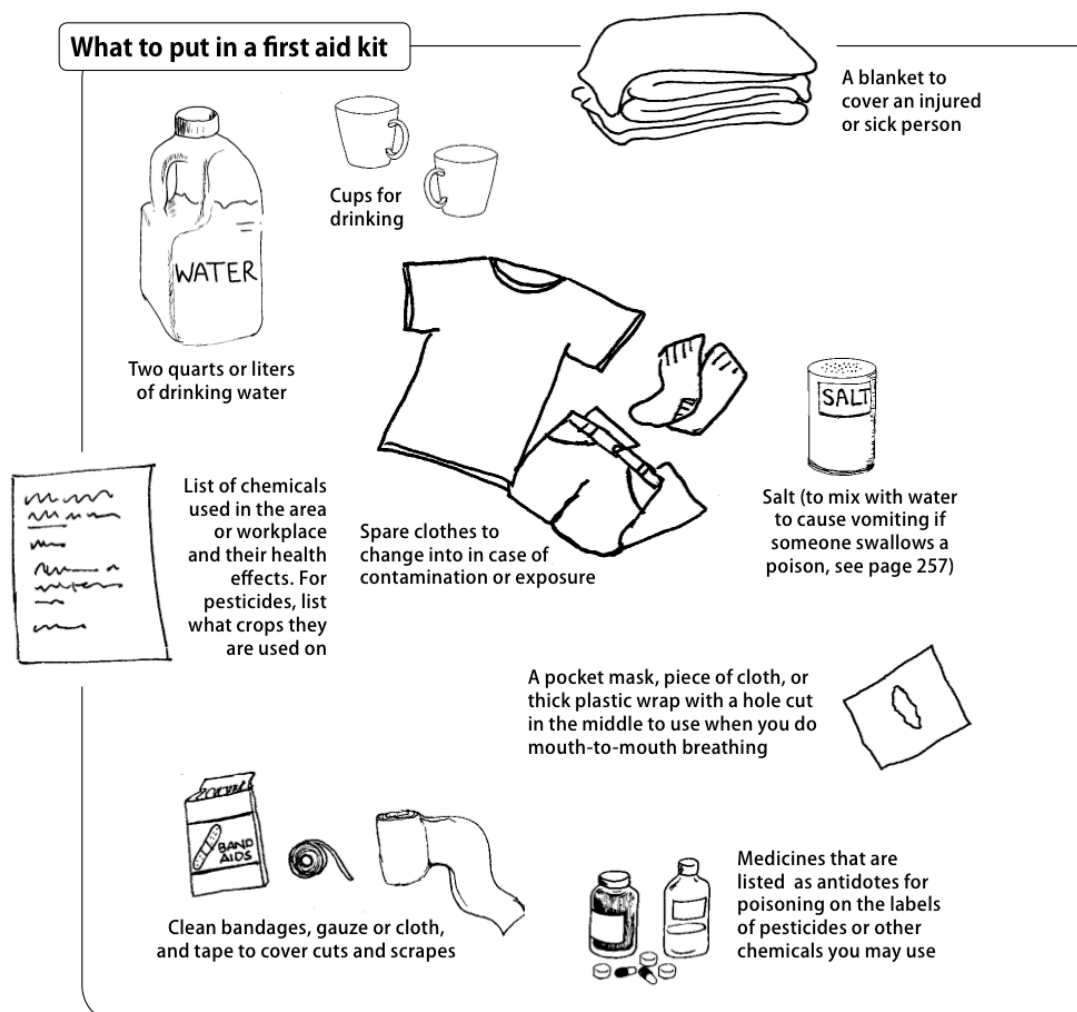 What to put in a first aid kit
A blanket to
cover an injured
or sick person
Cups for
drinking
WATER
Two quarts or liters
of drinking water
SALT
Salt (to mix with water
to cause vomiting if
someone swallows a
poison, see page 257)
List of chemicals
used in the area
or workplace
and their health
effects. For
pesticides, list
what crops they
are used on
Spare clothes to
change into in case of
contamination or exposure
A pocket mask, piece of cloth, or
thick plastic wrap with a hole cut
in the middle to use when you do
mouth-to-mouth breathing
BAND
AIDS
Clean bandages, gauze or cloth,
and tape to cover cuts and scrapes
Medicines that are
listed  as antidotes for
poisoning on the labels
of pesticides or other
chemicals you may use